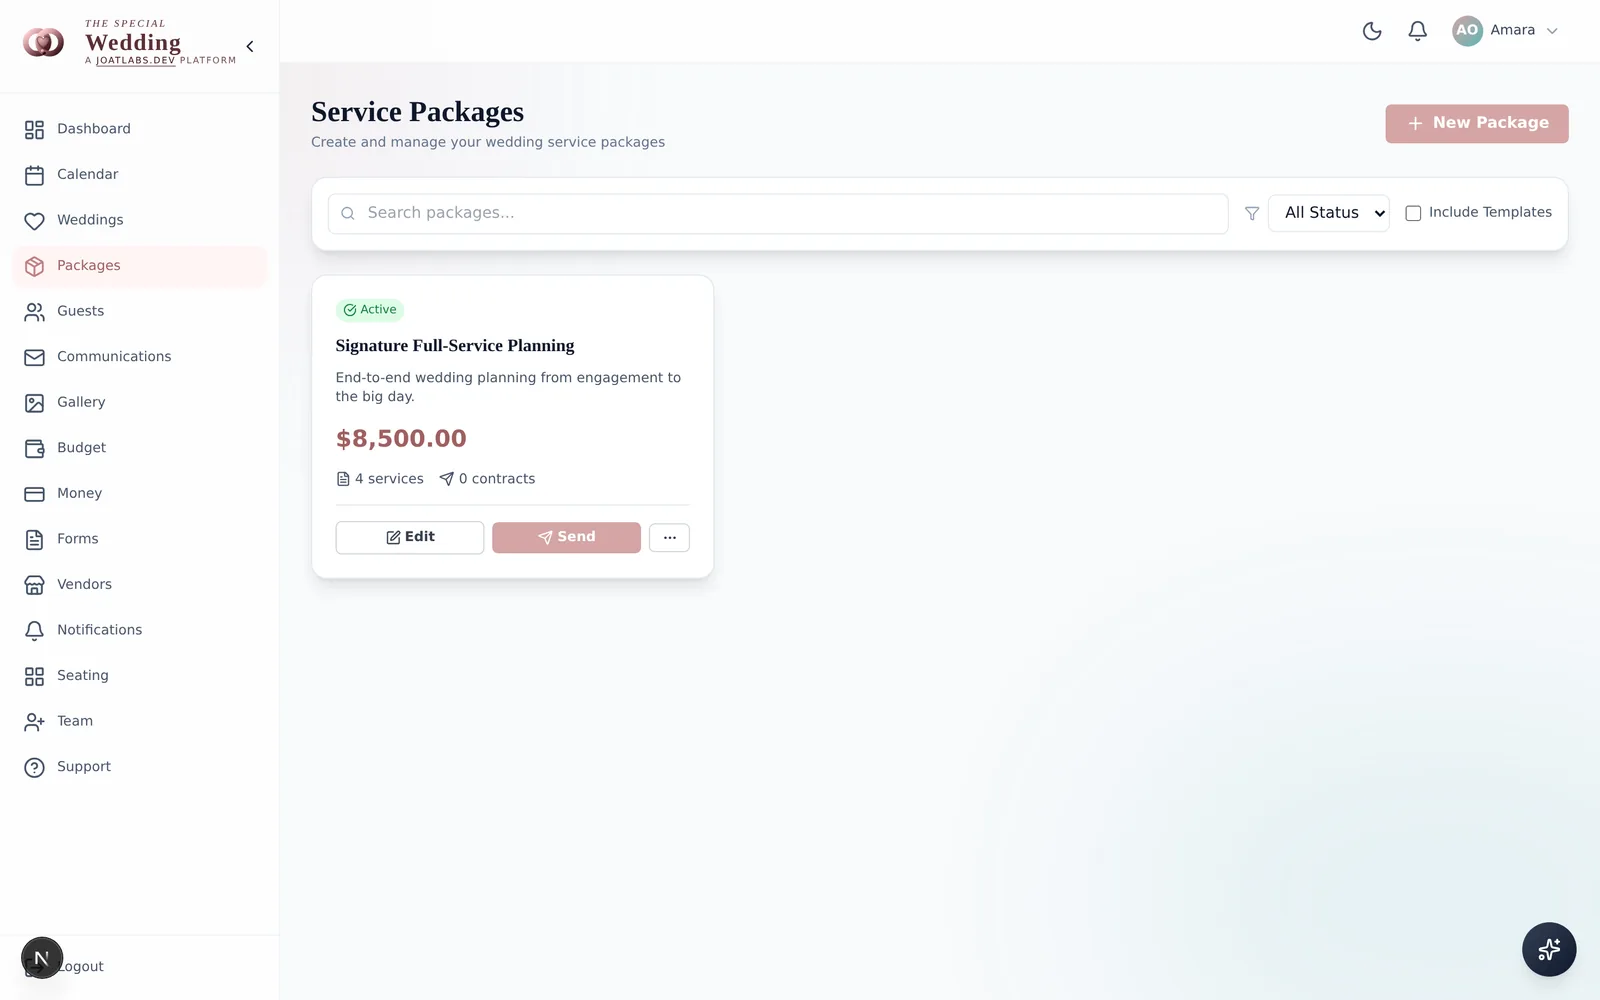 THE SPECIAL
Wedding
A JOATLABS.DEV PLATFORM
AO
Amara
Dashboard
Calendar
Weddings
Packages
Guests
Communications
Gallery
Budget
Money
Forms
Vendors
Notifications
Seating
Team
Support
N
Logout
Service Packages
Create and manage your wedding service packages
New Package
Search packages...
All Status
Include Templates
Active
Signature Full-Service Planning
End-to-end wedding planning from engagement to
the big day.
$8,500.00
4 services
0 contracts
Edit
Send
...